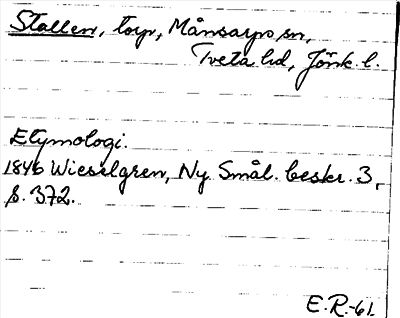 Stallen, torp, Månsarps sn,
Tveta hd, Jönk. l.
Etymologi.
1846 Wieselgren, Ny Smål. beskr. 3,
s. 372.
E.R.-61.